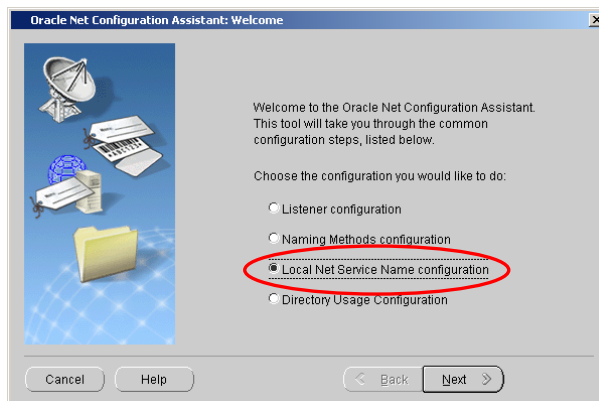 Oracle Net Configuration Assistant: Welcome
Welcome to the Oracle Net Configuration Assistant.
This tool will take you through the common
configuration steps, listed below.
Choose the configuration you would like to do:
Listener configuration
Naming Methods configuration
Local Net Service Name configuration
Directory Usage Configuration
Cancel
Help
Back
Next